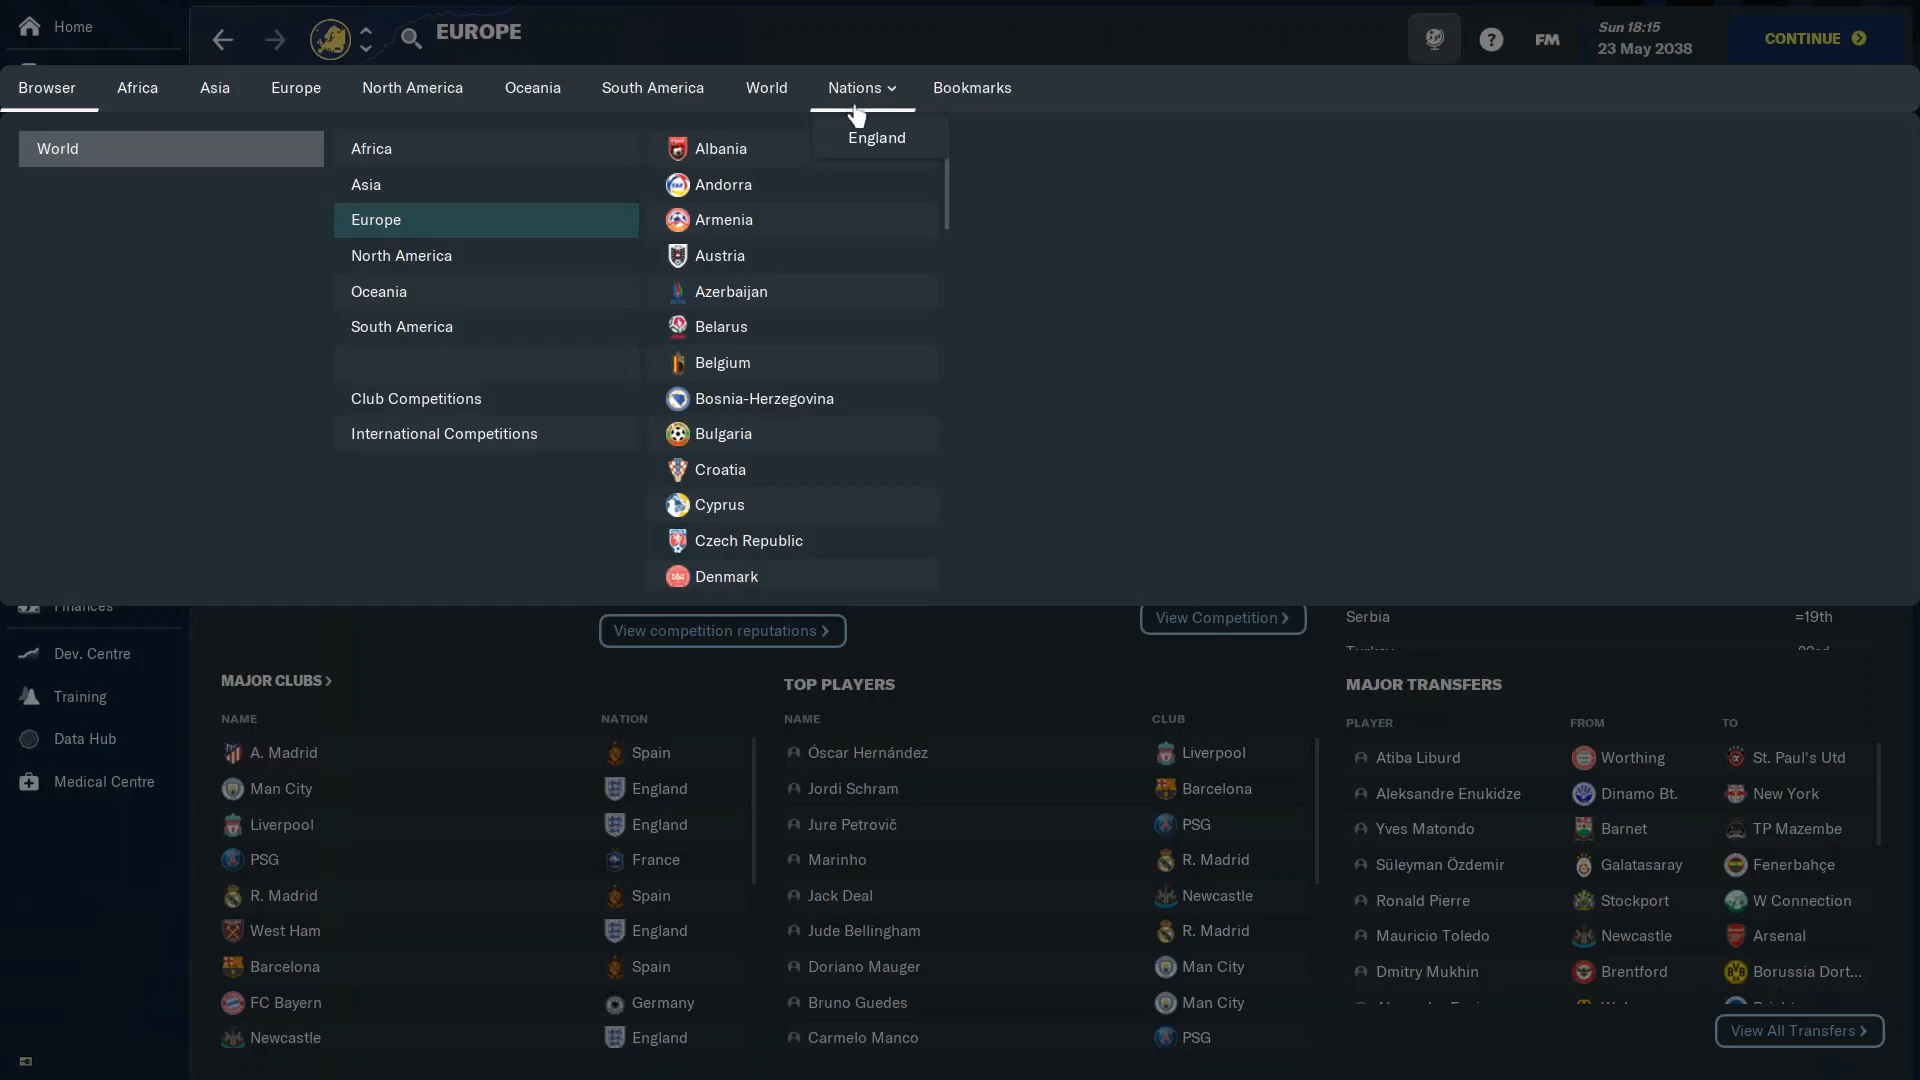 Home
EUROPE
FM
Sun 18:15
23 May 2038
CONTINUE
Browser
Africa
Asia
Europe
North America
Oceania
South America
World
Nations
Bookmarks
England
World
Africa
Asia
Europe
North America
Oceania
South America
Club Competitions
International Competitions
Albania
Andorra
Armenia
Austria
Azerbaijan
Belarus
Belgium
Bosnia-Herzegovina
Bulgaria
Croatia
Cyprus
Czech Republic
Denmark
Finances
Dev. Centre
Training
Data Hub
Medical Centre
View competition reputations >
View Competition >
Serbia =19th
MAJOR CLUBS >
NAME NATION
A. Madrid Spain
Man City England
Liverpool England
PSG France
R. Madrid Spain
West Ham England
Barcelona Spain
FC Bayern Germany
Newcastle England
TOP PLAYERS
NAME CLUB
Óscar Hernández Liverpool
Jordi Schram Barcelona
Jure Petrovič PSG
Marinho R. Madrid
Jack Deal Newcastle
Jude Bellingham R. Madrid
Doriano Mauger Man City
Bruno Guedes Man City
Carmelo Manco PSG
MAJOR TRANSFERS
PLAYER FROM TO
Atiba Liburd Worthing St. Paul's Utd
Aleksandre Enukidze Dinamo Bt. New York
Yves Matondo Barnet TP Mazembe
Süleyman Özdemir Galatasaray Fenerbahçe
Ronald Pierre Stockport W Connection
Mauricio Toledo Newcastle Arsenal
Dmitry Mukhin Brentford Borussia Dort...
View All Transfers >